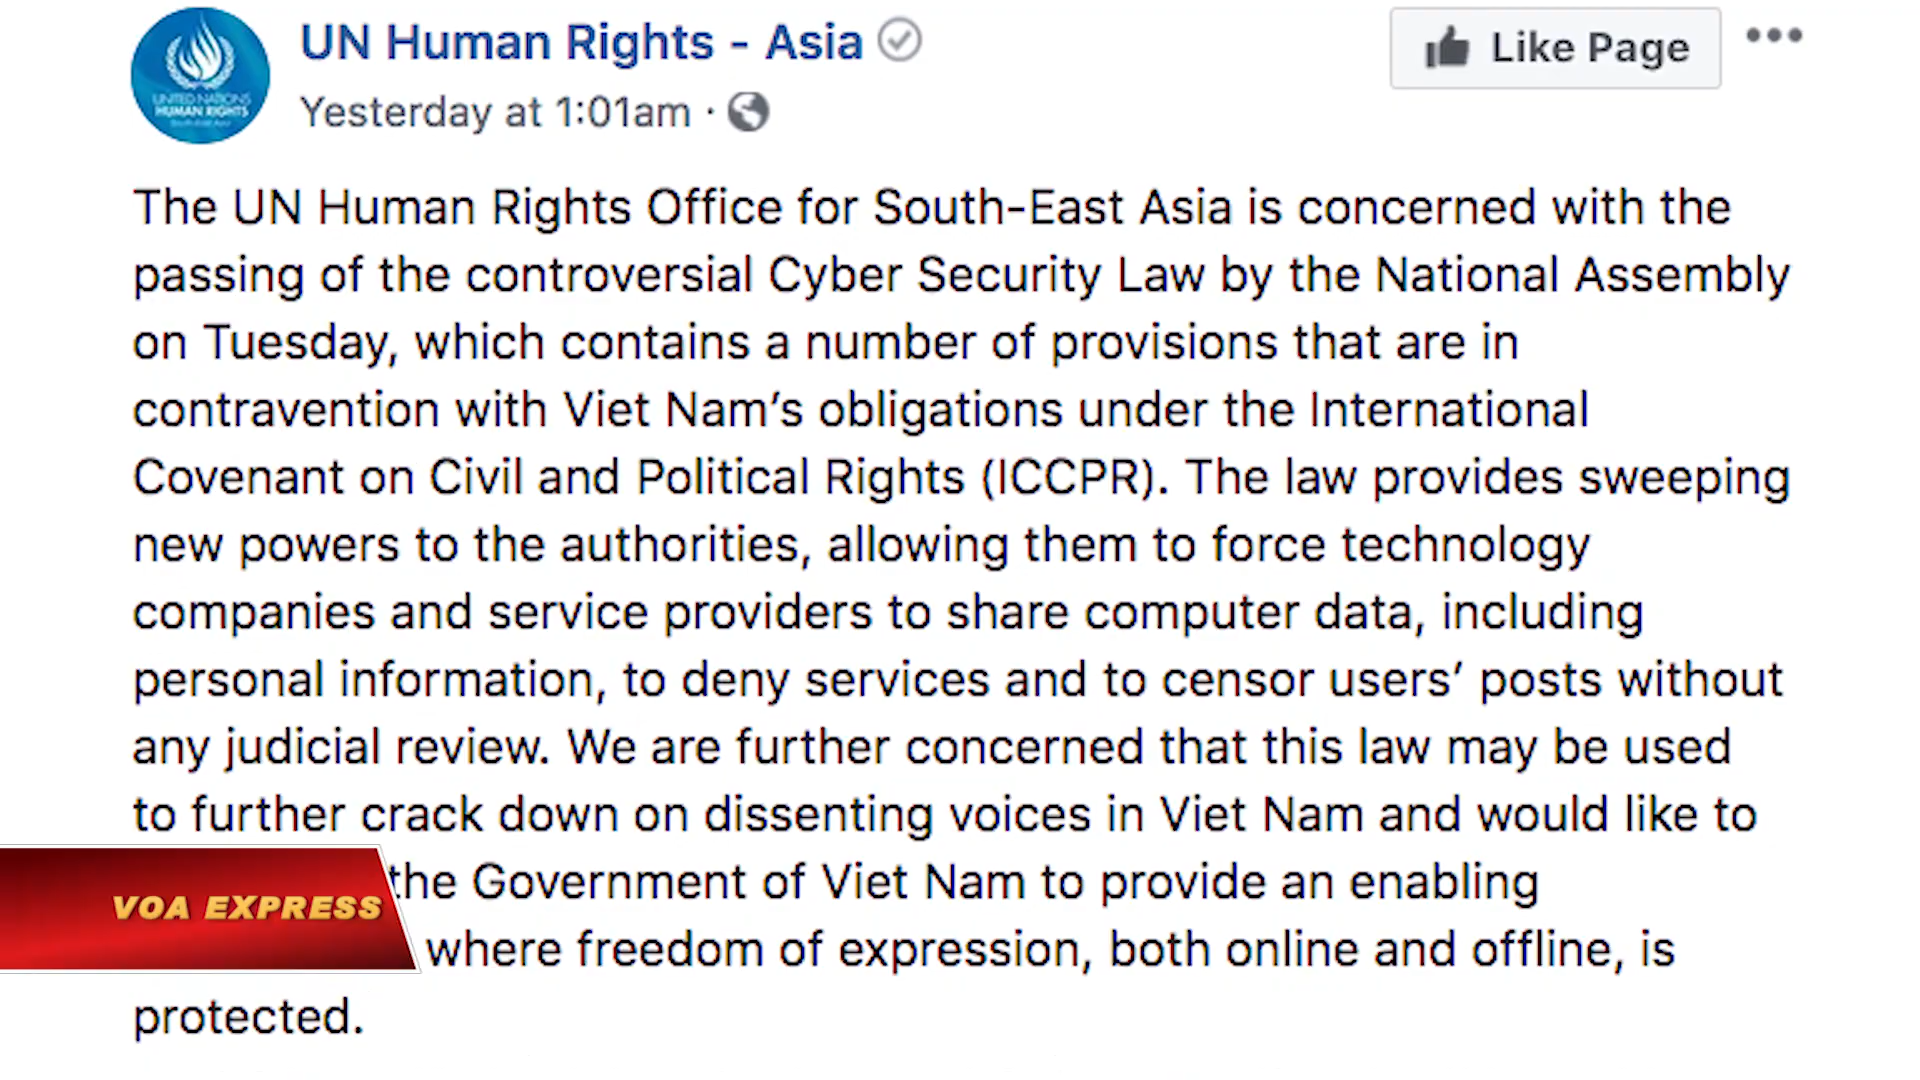 UN Human Rights - Asia
Like Page
Yesterday at 1:01am ·
UNITED NATIONS
HUMAN RIGHTS
The UN Human Rights Office for South-East Asia is concerned with the
passing of the controversial Cyber Security Law by the National Assembly
on Tuesday, which contains a number of provisions that are in
contravention with Viet Nam’s obligations under the International
Covenant on Civil and Political Rights (ICCPR). The law provides sweeping
new powers to the authorities, allowing them to force technology
companies and service providers to share computer data, including
personal information, to deny services and to censor users’ posts without
any judicial review. We are further concerned that this law may be used
to further crack down on dissenting voices in Viet Nam and would like to
the Government of Viet Nam to provide an enabling
where freedom of expression, both online and offline, is
protected.
VOA EXPRESS